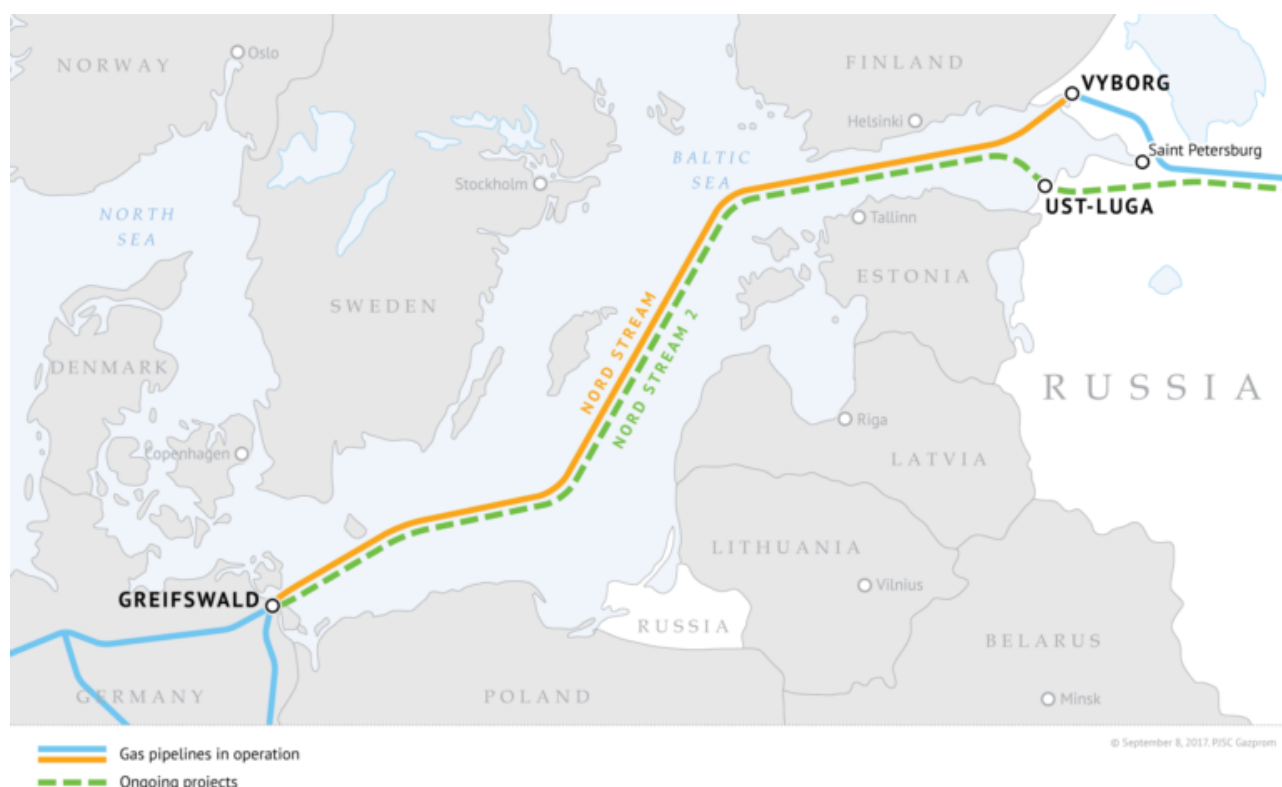 NORWAY
Oslo
FINLAND
VYBORG
Helsinki
Saint Petersburg
BALTIC
SEA
Stockholm
UST-LUGA
NORTH
SEA
Tallinn
ESTONIA
SWEDEN
NORD STREAM
NORD STREAM 2
DENMARK
RUSSIA
Riga
Copenhagen
LATVIA
LITHUANIA
Vilnius
GREIFSWALD
RUSSIA
BELARUS
GERMANY
POLAND
Minsk
© September 8, 2017. PJSC Gazprom
Gas pipelines in operation
Ongoing projects